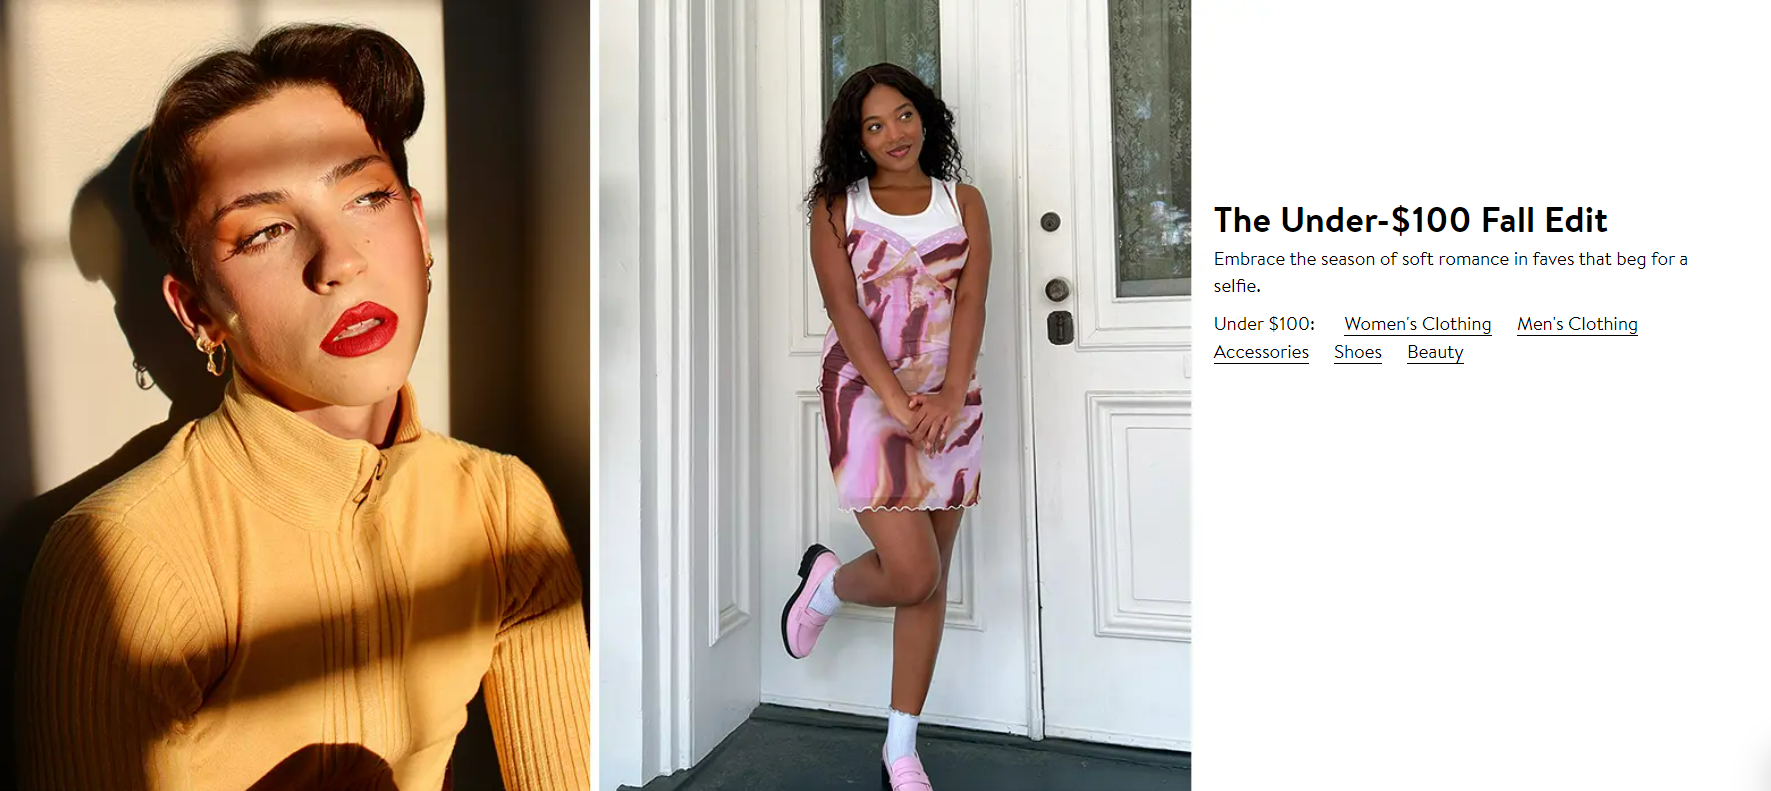 The Under-$100 Fall Edit
Embrace the season of soft romance in faves that beg for a
selfie.
Under $100: Women's Clothing Men's Clothing
Accessories Shoes Beauty